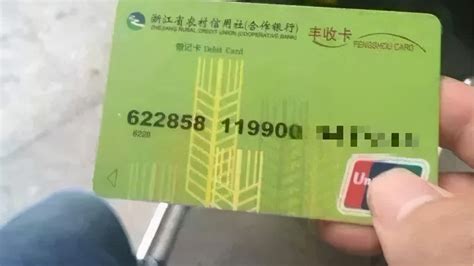 浙江省农村信用社(合作银行)
ZHEJIANG RURAL CREDIT UNION (COOPERATIVE BANK)
丰收卡
FENGSHOU CARD
借记卡 Debit Card
622858 119900
6228
Un